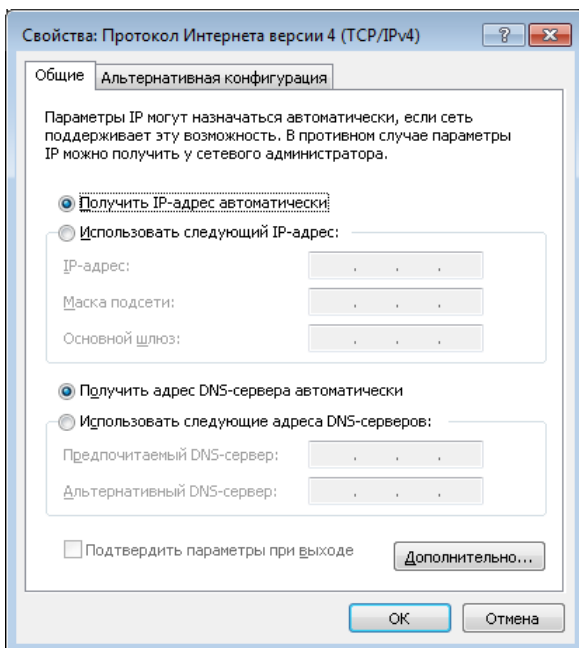 Свойства: Протокол Интернета версии 4 (TCP/IPv4)
Общие
Альтернативная конфигурация
Параметры IP могут назначаться автоматически, если сеть
поддерживает эту возможность. В противном случае параметры
IP можно получить у сетевого администратора.
Получить IP-адрес автоматически
Использовать следующий IP-адрес:
IP-адрес:
Маска подсети:
Основной шлюз:
Получить адрес DNS-сервера автоматически
Использовать следующие адреса DNS-серверов:
Предпочитаемый DNS-сервер:
Альтернативный DNS-сервер:
Подтвердить параметры при выходе
Дополнительно...
ОК
Отмена